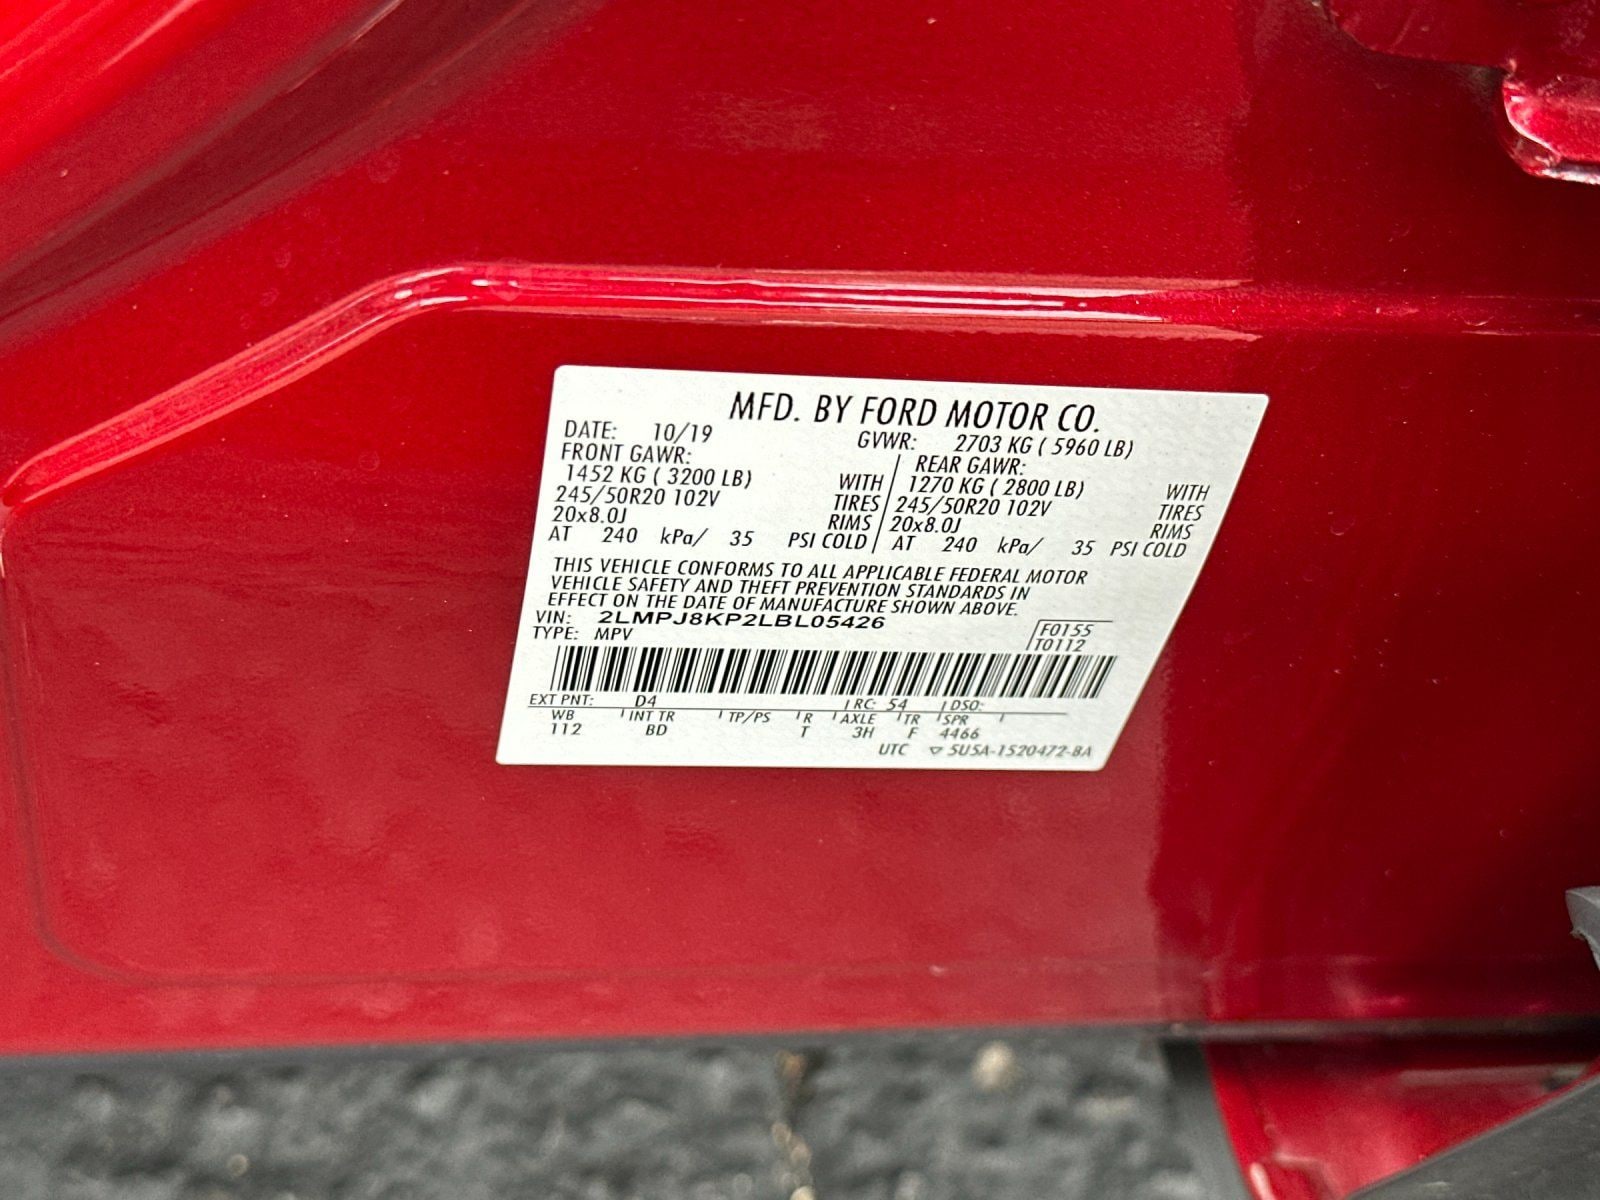 MFD. BY FORD MOTOR CO.
DATE: 10/19 GVWR: 2703 KG ( 5960 LB)
FRONT GAWR: REAR GAWR:
1452 KG ( 3200 LB) WITH 1270 KG ( 2800 LB) WITH
245/50R20 102V TIRES 245/50R20 102V TIRES
20x8.0J RIMS 20x8.0J RIMS
AT 240 kPa/ 35 PSI COLD AT 240 kPa/ 35 PSI COLD
THIS VEHICLE CONFORMS TO ALL APPLICABLE FEDERAL MOTOR
VEHICLE SAFETY AND THEFT PREVENTION STANDARDS IN
EFFECT ON THE DATE OF MANUFACTURE SHOWN ABOVE.
VIN: 2LMPJ8KP2LBL05426
TYPE: MPV
F0155
T0112
EXT PNT: D4 RC: 54 DSO:
WB INT TR TP/PS R AXLE TR SPR
112 BD T 3H F 4466
UTC ▽ 5U5A-1520472-BA